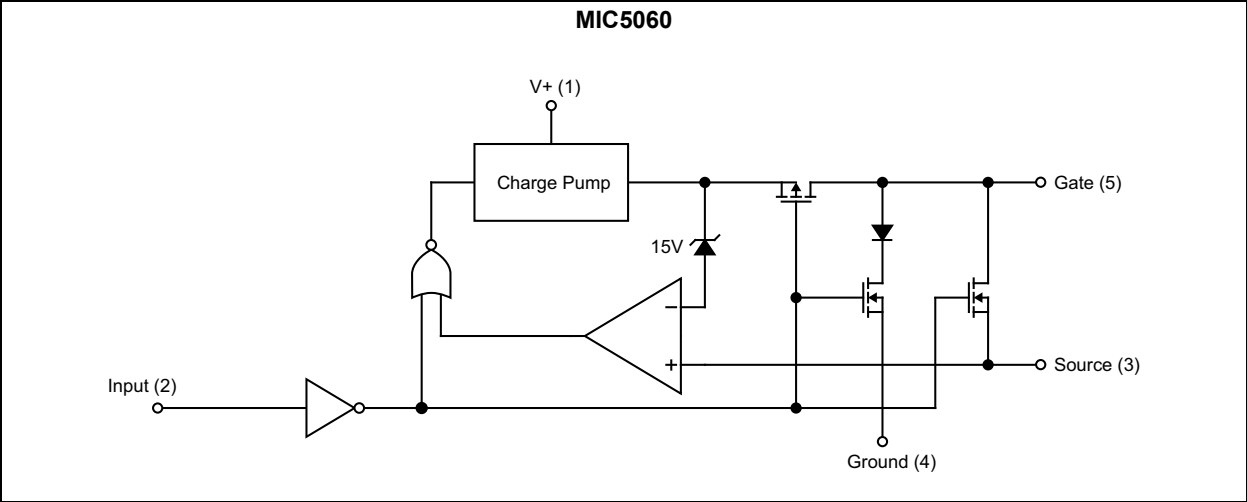 MIC5060
V+ (1)
Charge Pump
Gate (5)
15V
−
+
Source (3)
Input (2)
Ground (4)